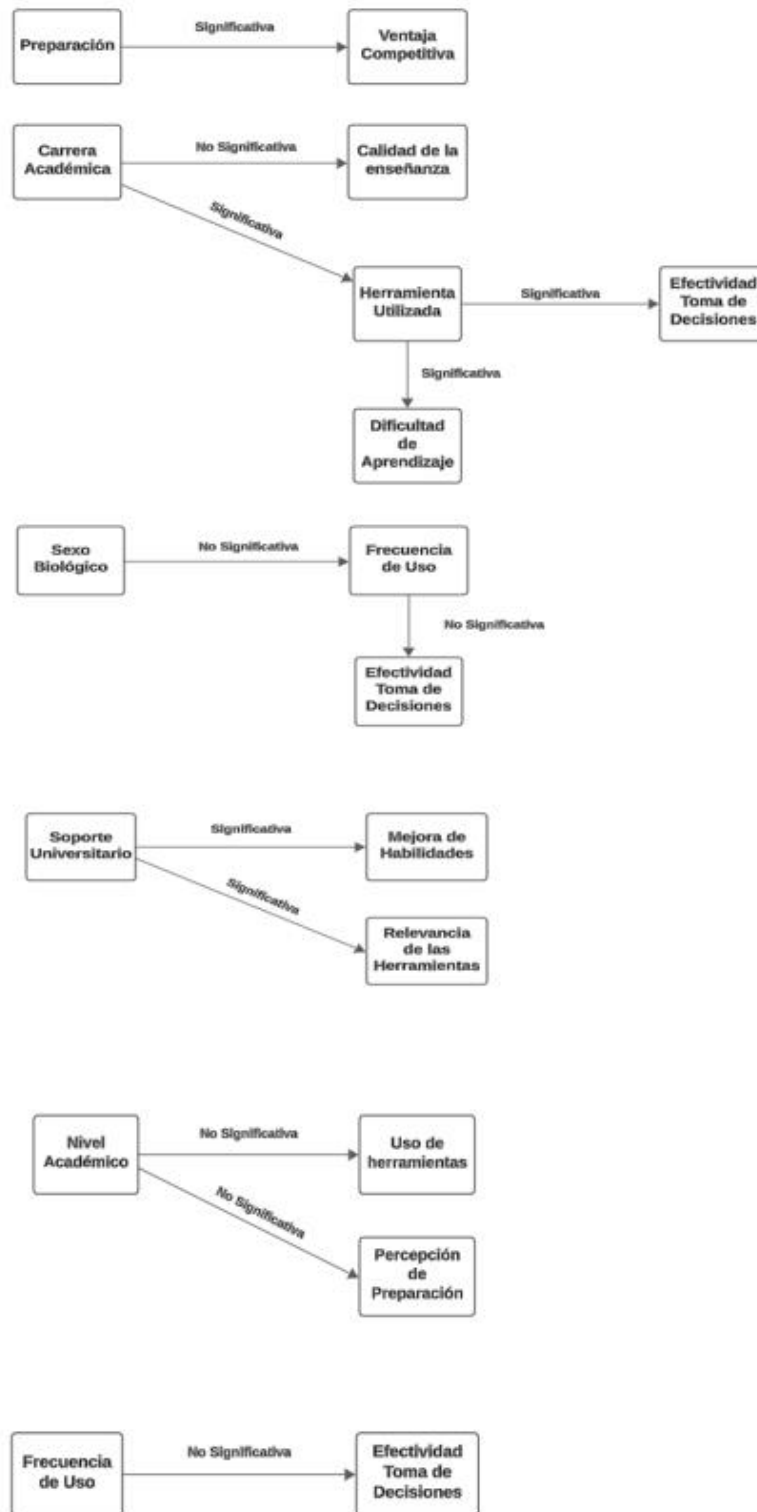 Preparación
Significativa
Ventaja
Competitiva
Carrera
Académica
No Significativa
Calidad de la
enseñanza
Significativa
Herramienta
Utilizada
Significativa
Efectividad
Toma de
Decisiones
Significativa
Dificultad
de
Aprendizaje
Sexo
Biológico
No Significativa
Frecuencia
de Uso
No Significativa
Efectividad
Toma de
Decisiones
Soporte
Universitario
Significativa
Mejora de
Habilidades
Significativa
Relevancia
de las
Herramientas
Nivel
Académico
No Significativa
Uso de
herramientas
No Significativa
Percepción
de
Preparación
Frecuencia
de Uso
No Significativa
Efectividad
Toma de
Decisiones